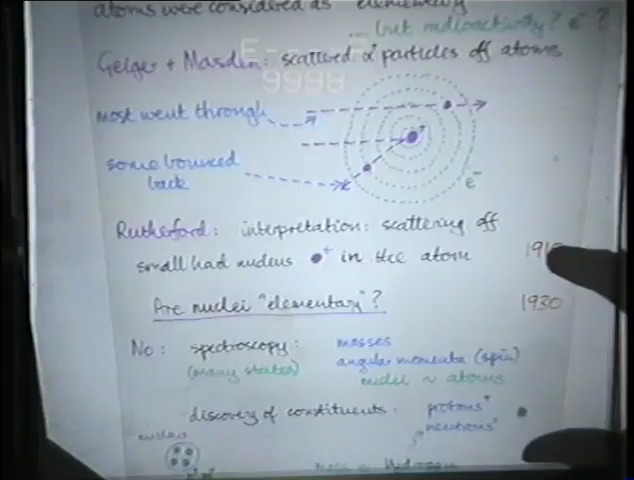 atoms were considered as elementary
.... but radioactivity? e⁻ ?
Geiger + Marsden: scattered α particles off atoms
most went through
some bounced
back
e⁻
Rutherford: interpretation: scattering off
small hard nucleus + in the atom
Are nuclei "elementary"?
1930
No: spectroscopy: masses
(many states) angular momenta (spin)
nuclei ~ atoms
discovery of constituents: protons⁺
neutrons
nucleus